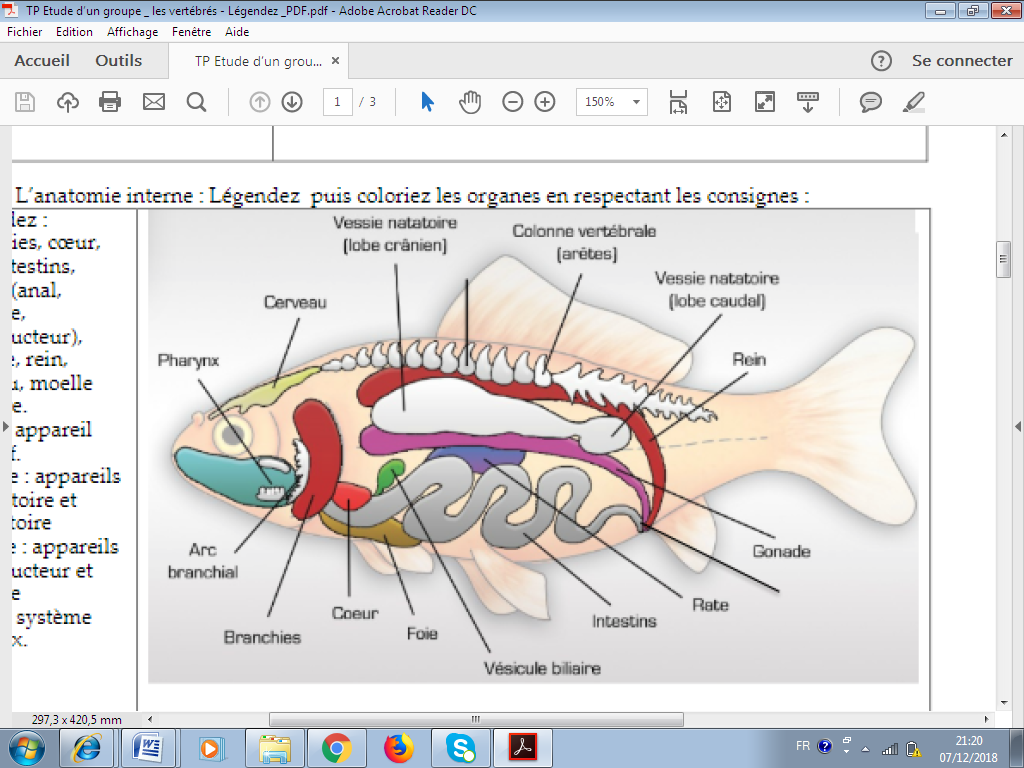 TP Etude d'un groupe _ les vertébrés - Légendez _PDF.pdf - Adobe Acrobat Reader DC
Fichier Edition Affichage Fenêtre Aide
Accueil Outils TP Etude d'un grou... × Se connecter
1 / 3 150%
L'anatomie interne : Légendez puis coloriez les organes en respectant les consignes :
dez :
ies, cœur,
testins,
(anal,
e,
ucteur),
e, rein,
u, moelle
e.
appareil
f.
e : appareils
toire et
toire
e : appareils
ucteur et
e
système
x.
Vessie natatoire
(lobe crânien)
Colonne vertébrale
(arêtes)
Vessie natatoire
(lobe caudal)
Cerveau
Pharynx
Rein
Arc
branchial
Gonade
Coeur
Rate
Intestins
Branchies
Foie
Vésicule biliaire
297,3 x 420,5 mm
FR 21:20
07/12/2018